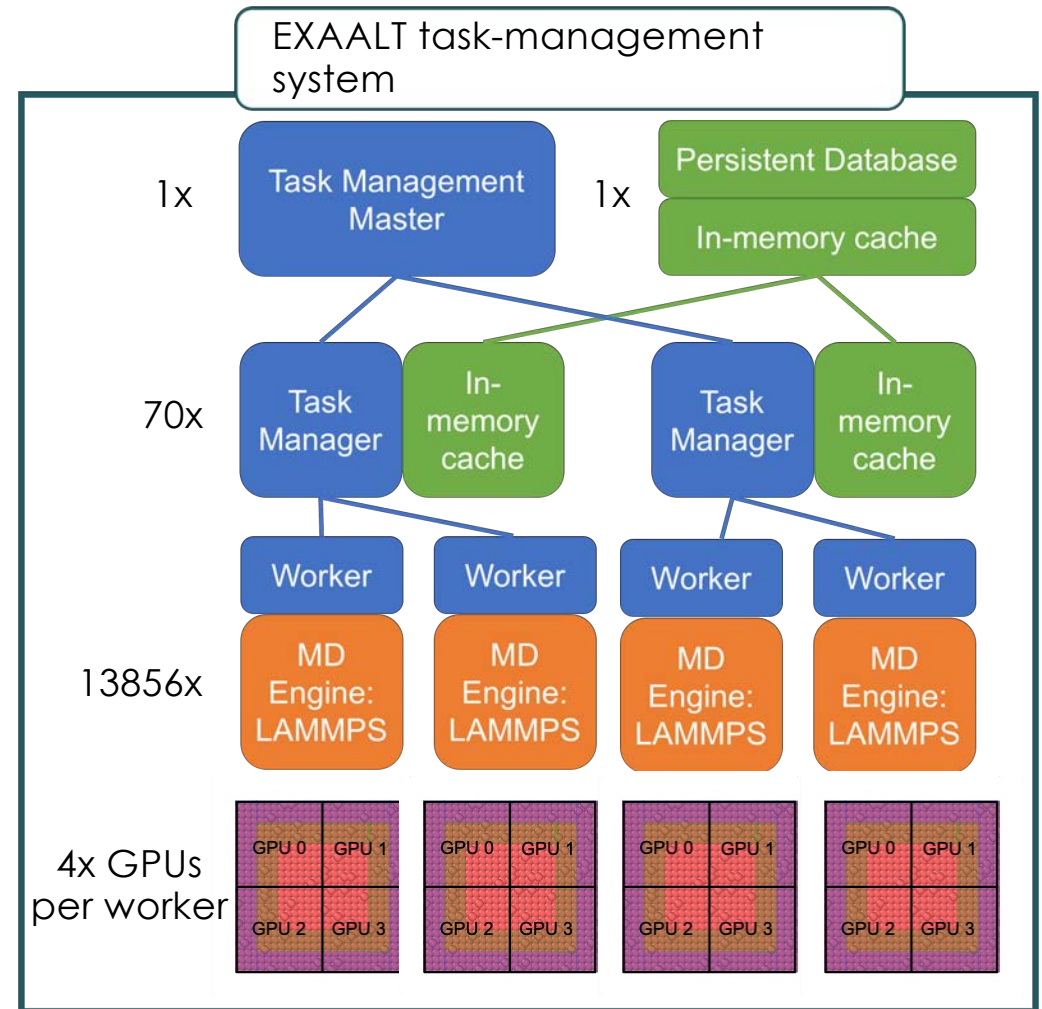 EXAALT task-management
system
1x
Task Management
Master
1x
Persistent Database
In-memory cache
70x
Task
Manager
In-
memory
cache
Task
Manager
In-
memory
cache
Worker
Worker
Worker
Worker
13856x
MD
Engine:
LAMMPS
MD
Engine:
LAMMPS
MD
Engine:
LAMMPS
MD
Engine:
LAMMPS
4x GPUs
per worker
GPU 0 GPU 1
GPU 2 GPU 3
GPU 0 GPU 1
GPU 2 GPU 3
GPU 0 GPU 1
GPU 2 GPU 3
GPU 0 GPU 1
GPU 2 GPU 3